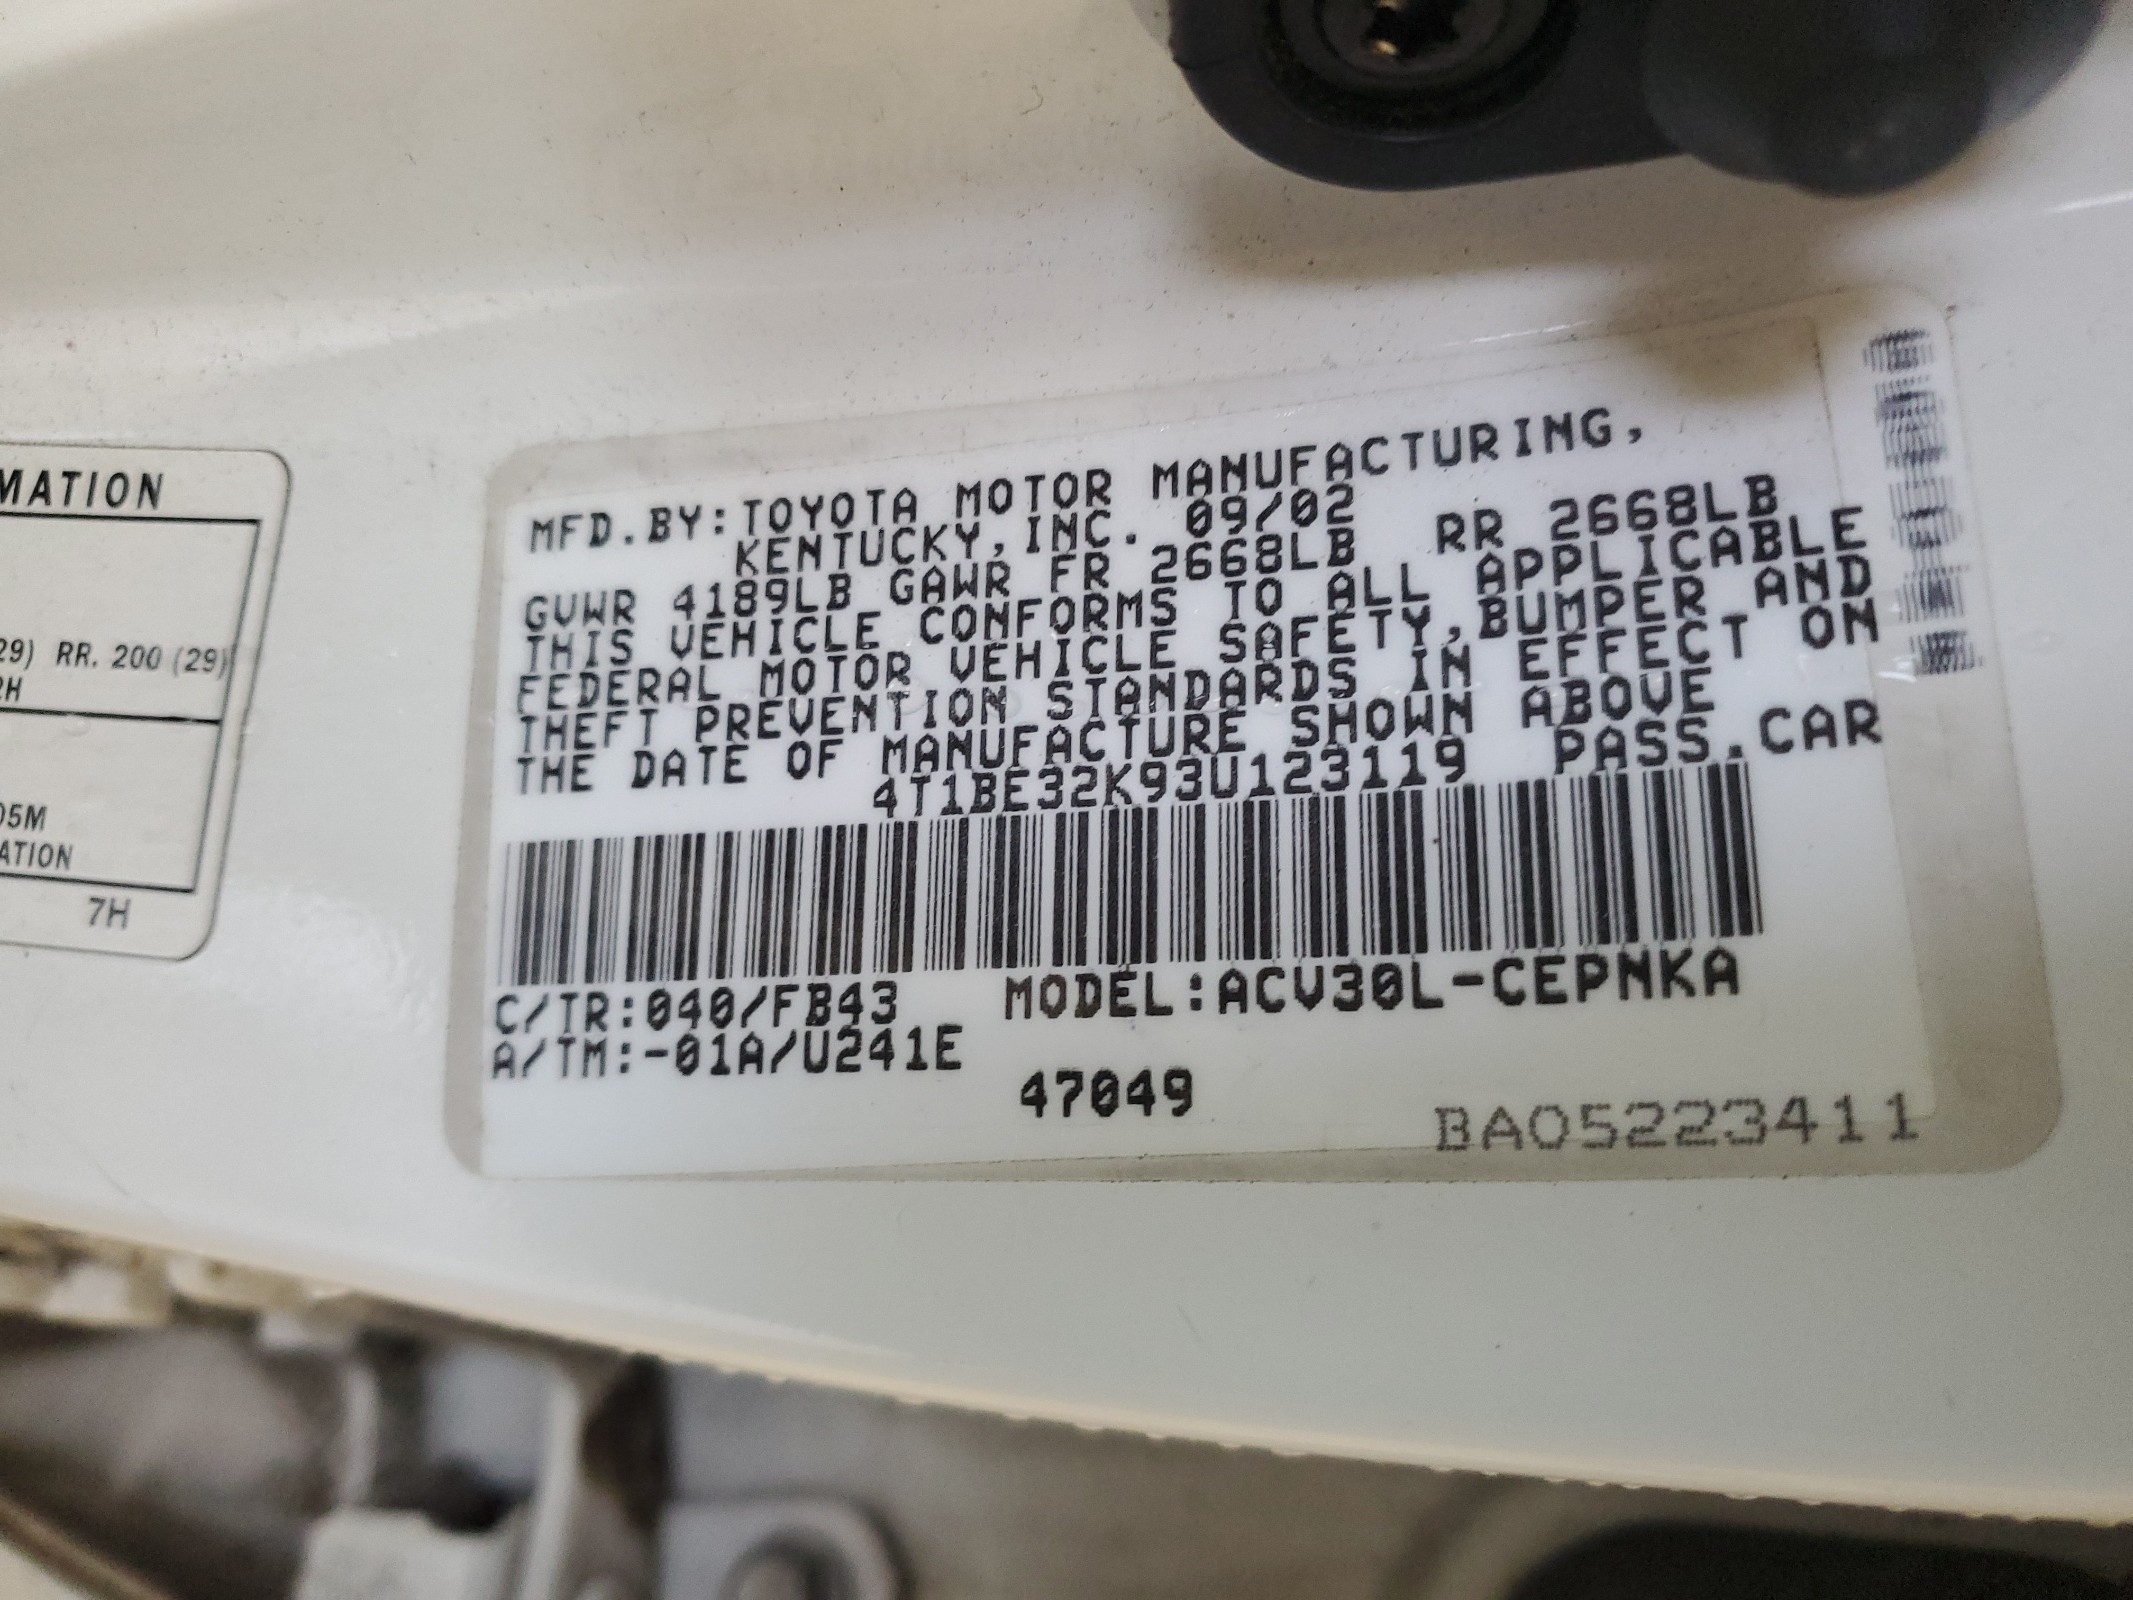 MATION
29) RR. 200 (29)
2H
05M
ATION
7H
MFD.BY:TOYOTA MOTOR MANUFACTURING,
KENTUCKY,INC. 09/02
GVWR 4189LB GAWR FR 2668LB RR 2668LB
THIS VEHICLE CONFORMS TO ALL APPLICABLE
FEDERAL MOTOR VEHICLE SAFETY,BUMPER AND
THEFT PREVENTION STANDARDS IN EFFECT ON
THE DATE OF MANUFACTURE SHOWN ABOVE
4T1BE32K93U123119 PASS.CAR
C/TR:040/FB43 MODEL:ACV30L-CEPNKA
A/TM:-01A/U241E
47049
BA05223411